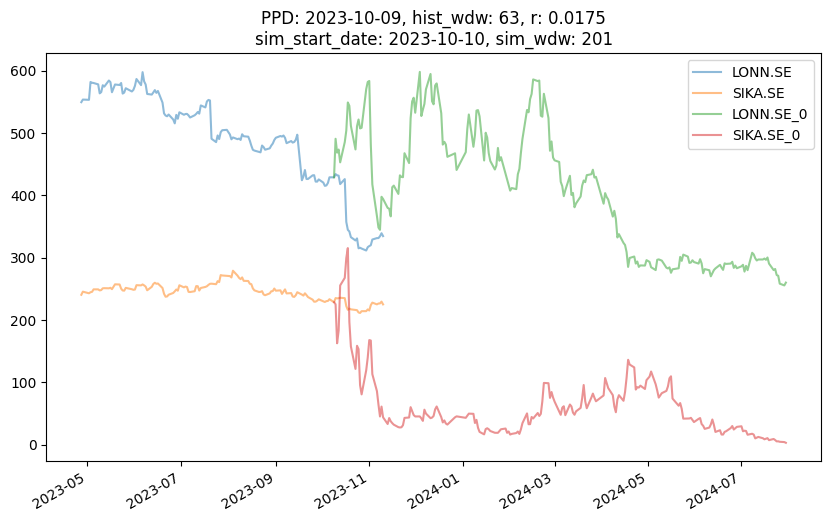 PPD: 2023-10-09, hist_wdw: 63, r: 0.0175
sim_start_date: 2023-10-10, sim_wdw: 201
LONN.SE
SIKA.SE
LONN.SE_0
SIKA.SE_0
600
500
400
300
200
100
0
2023-05
2023-07
2023-09
2023-11
2024-01
2024-03
2024-05
2024-07